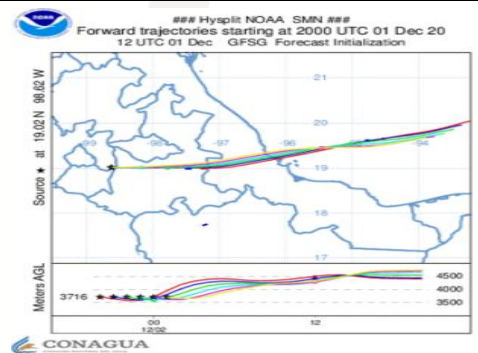 ### Hysplit NOAA SMN ###
Forward trajectories starting at 2000 UTC 01 Dec 20
12 UTC 01 Dec GFSG Forecast Initialization
noaa
Source ★ at 19.02 N 98.62 W
21
20
-99 -98 -97 -96 -94
19
18
17
Motors AGL
3716
4500
4000
3500
00 12
12/02
CONAGUA